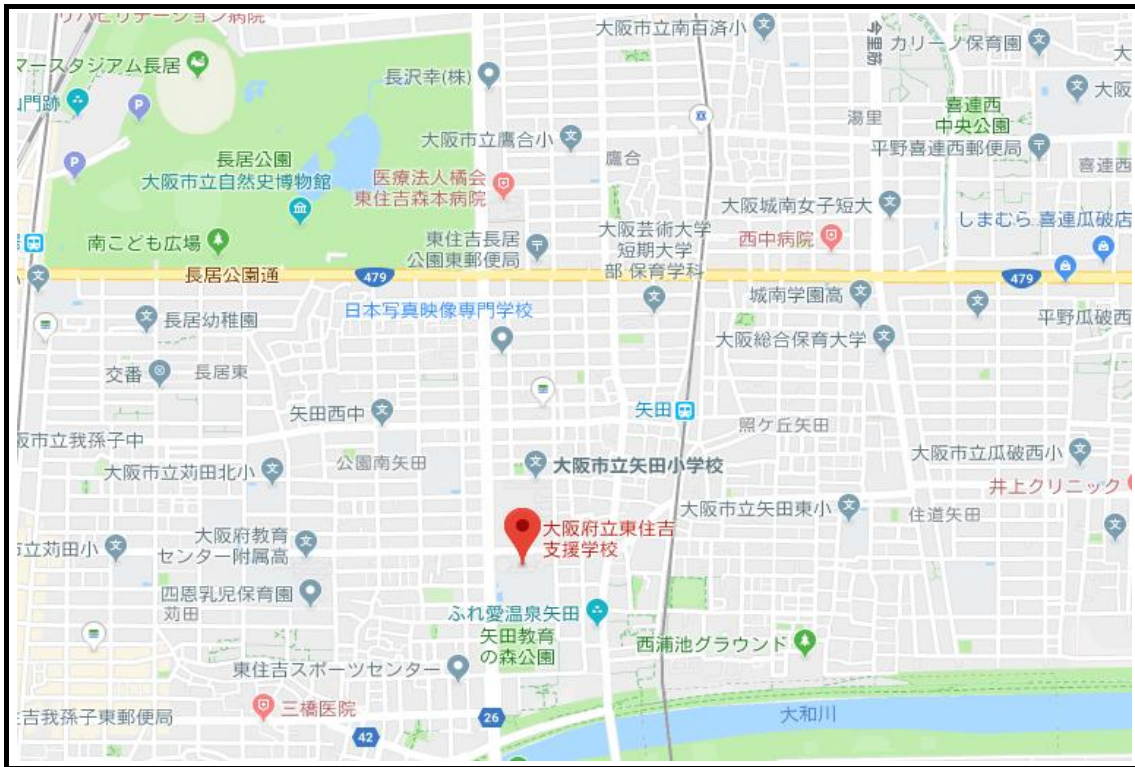 リハビリテーション病院
大阪市立南百済小
今里筋
カリーノ保育園
マースタジアム長居
長沢幸(株)
大阪
山門跡
P
湯里
喜連西
中央公園
大阪市立鷹合小
平野喜連西郵便局
長居公園
鷹合
P
喜連西
大阪市立自然史博物館
医療法人橘会
東住吉森本病院
大阪城南女子短大
しまむら 喜連瓜破店
南こども広場
東住吉長居
公園東郵便局
大阪芸術大学
短期大学
部 保育学科
西中病院
長居公園通
479
479
日本写真映像専門学校
城南学園高
長居幼稚園
平野瓜破西
大阪総合保育大学
交番
長居東
矢田西中
矢田
照ケ丘矢田
阪市立我孫子中
公園南矢田
大阪市立矢田小学校
大阪市立瓜破西小
大阪市立苅田北小
井上クリニック
大阪市立矢田東小
住道矢田
大阪府立東住吉
支援学校
大阪府教育
センター附属高
市立苅田小
四恩乳児保育園
苅田
ふれ愛温泉矢田
矢田教育
の森公園
西浦池グラウンド
東住吉スポーツセンター
三橋医院
吉我孫子東郵便局
26
大和川
42